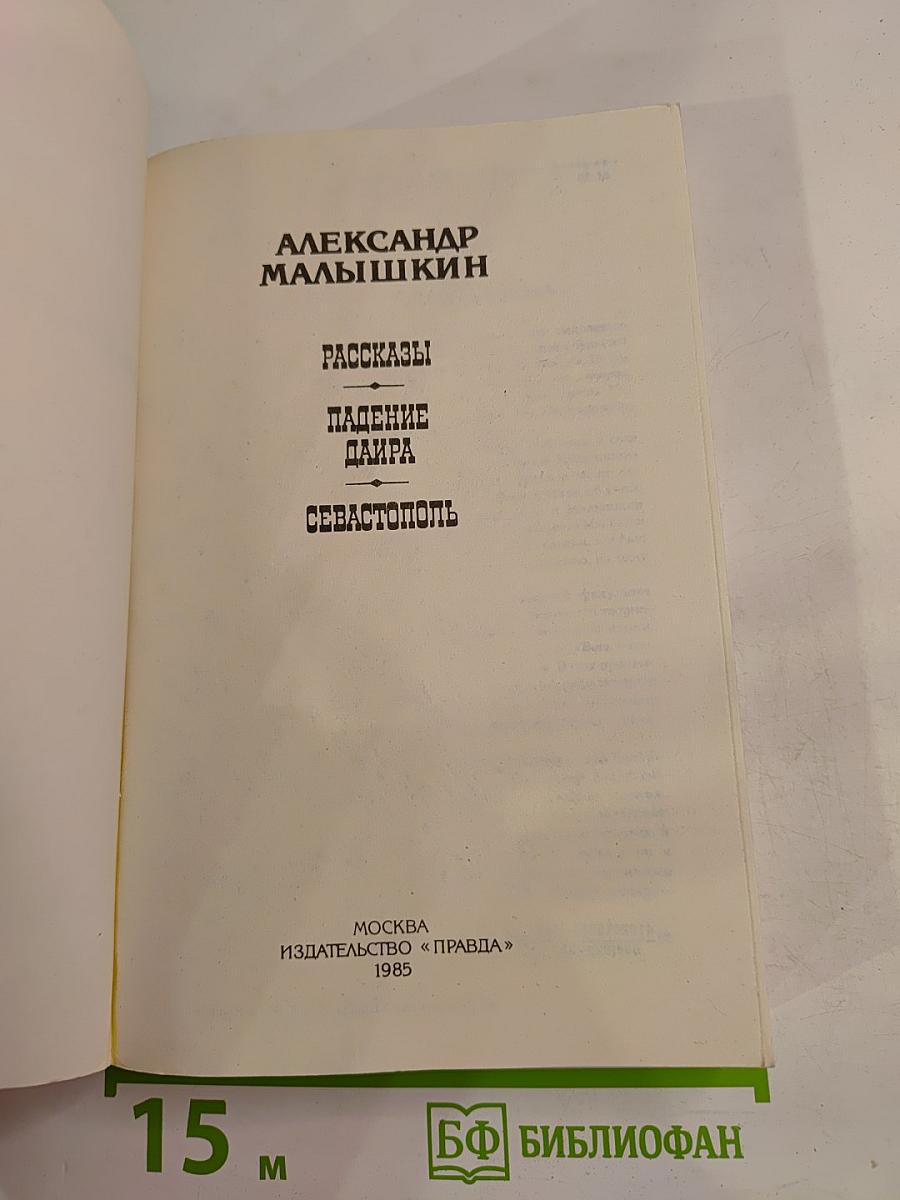 АЛЕКСАНДР
МАЛЫШКИН
РАССКАЗЫ
ПАДЕНИЕ
ДАИРА
СЕВАСТОПОЛЬ
МОСКВА
ИЗДАТЕЛЬСТВО «ПРАВДА»
1985
15 м
БФ БИБЛИОФАН